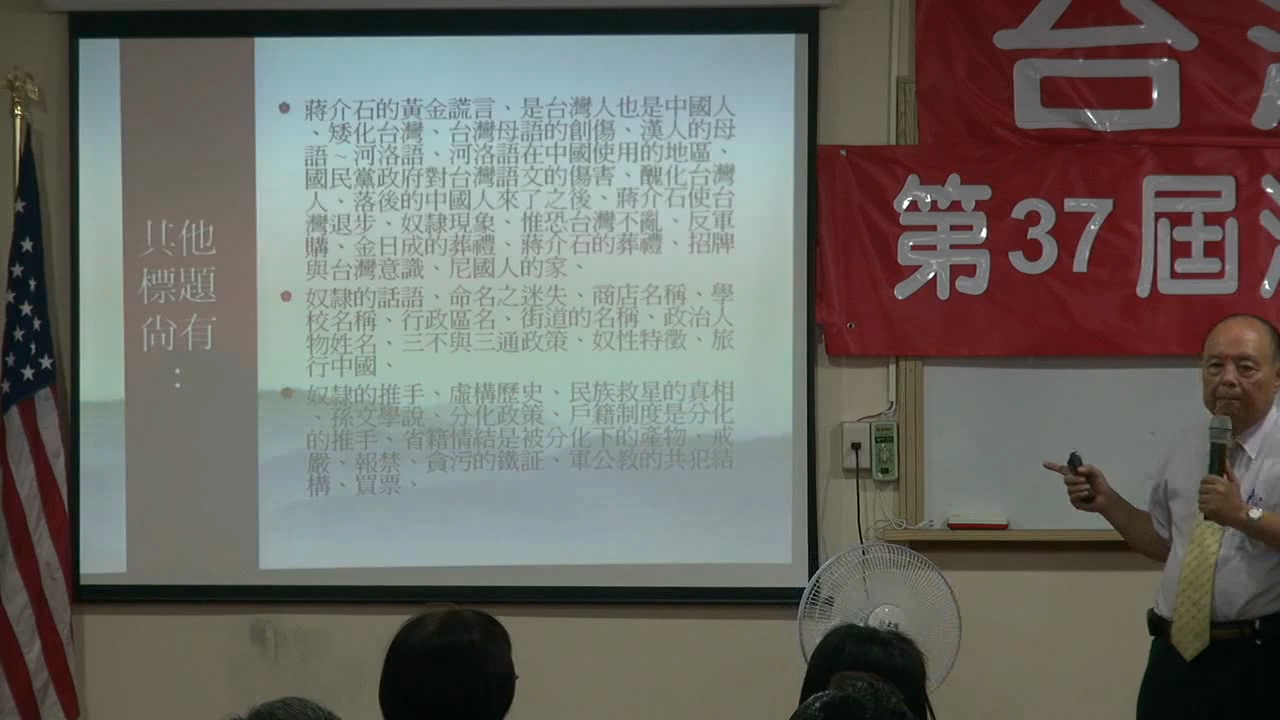 其他
標題
尚有
：
蔣介石的黃金謊言、是台灣人也是中國人
、矮化台灣、台灣母語的創傷、漢人的母
語～河洛語、河洛語在中國使用的地區、
國民黨政府對台灣語文的傷害、醜化台灣
人、落後的中國人來了之後、蔣介石使台
灣退步、奴隸現象、惟恐台灣不亂、反軍
購、金日成的葬禮、蔣介石的葬禮、招牌
與台灣意識、尼國人的家、
奴隸的話語、命名之迷失、商店名稱、學
校名稱、行政區名、街道的名稱、政治人
物姓名、三不與三通政策、奴性特徵、旅
行中國、
奴隸的推手、虛構歷史、民族救星的真相
、孫文學說、分化政策、戶籍制度是分化
的推手、省籍情結是被分化下的產物、戒
嚴、報禁、貪污的鐵証、軍公教的共犯結
構、買票、
台
第37屆